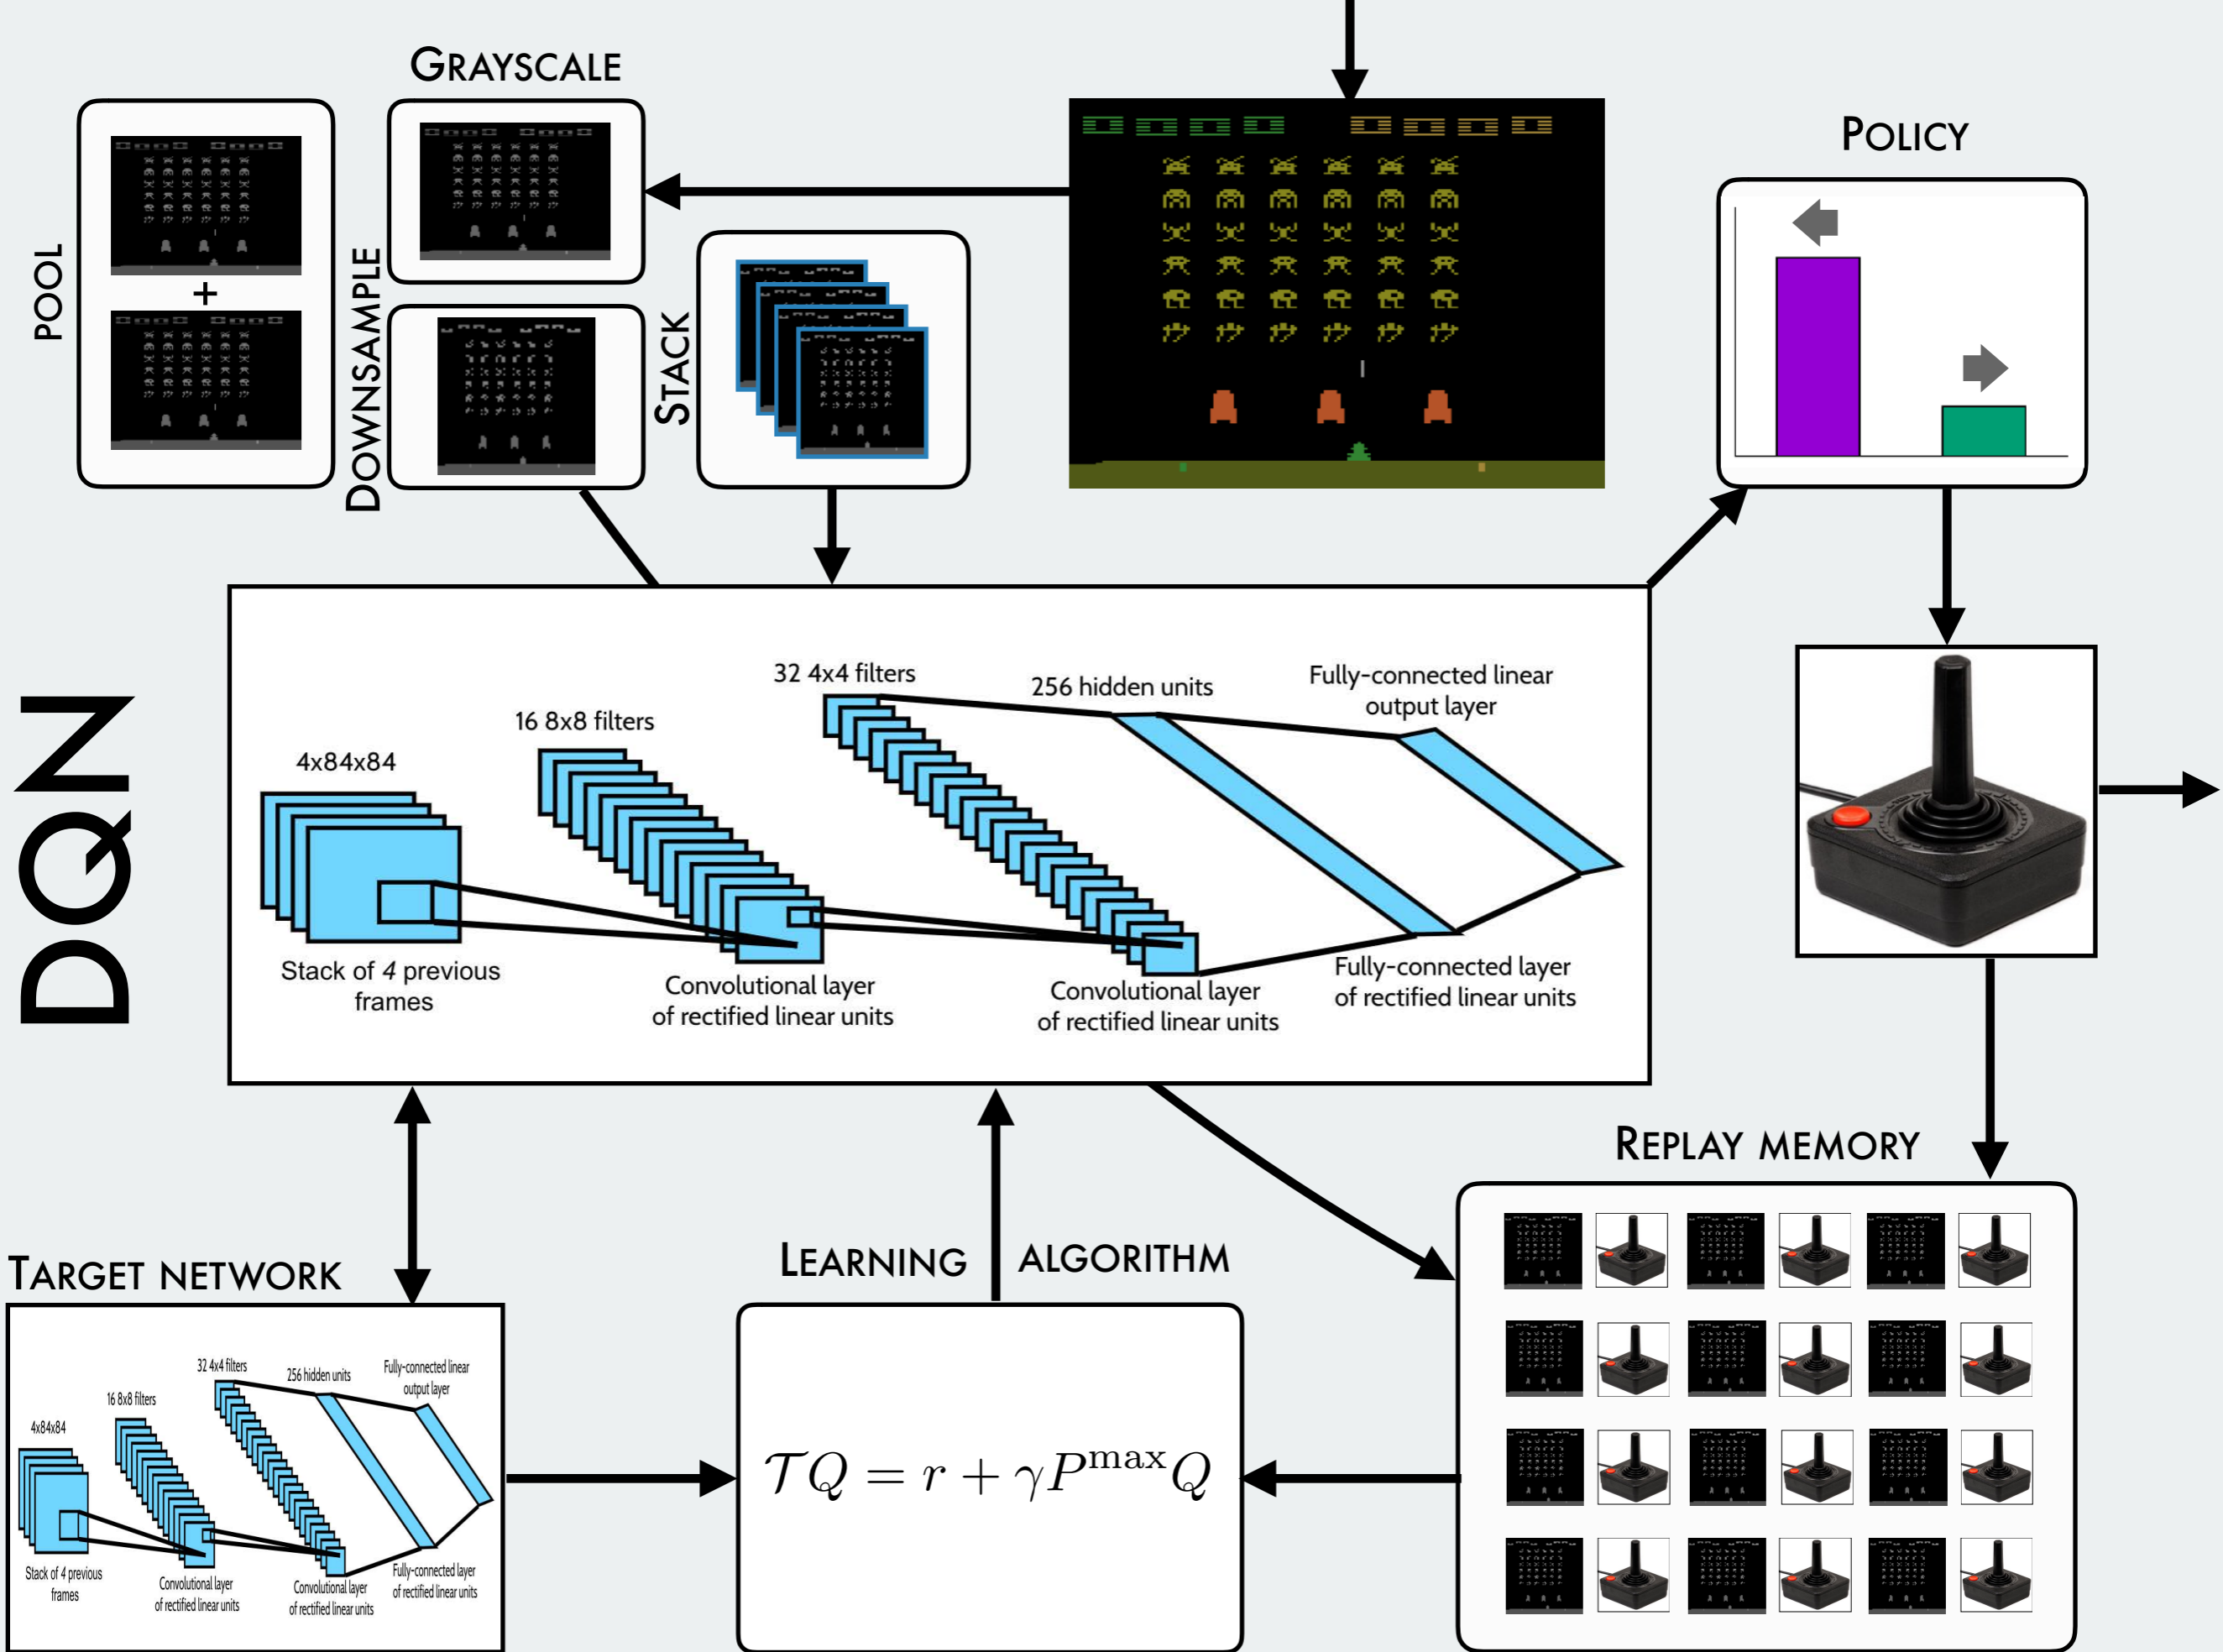 GRAYSCALE
POOL
+
DOWNSAMPLE
STACK
POLICY
DQN
4x84x84
16 8x8 filters
32 4x4 filters
256 hidden units
Fully-connected linear
output layer
Stack of 4 previous
frames
Convolutional layer
of rectified linear units
Convolutional layer
of rectified linear units
Fully-connected layer
of rectified linear units
TARGET NETWORK
4x84x84
16 8x8 filters
32 4x4 filters
256 hidden units
Fully-connected linear
output layer
Stack of 4 previous
frames
Convolutional layer
of rectified linear units
Convolutional layer
of rectified linear units
Fully-connected layer
of rectified linear units
LEARNING ALGORITHM
𝒯Q = r + γP^max Q
REPLAY MEMORY